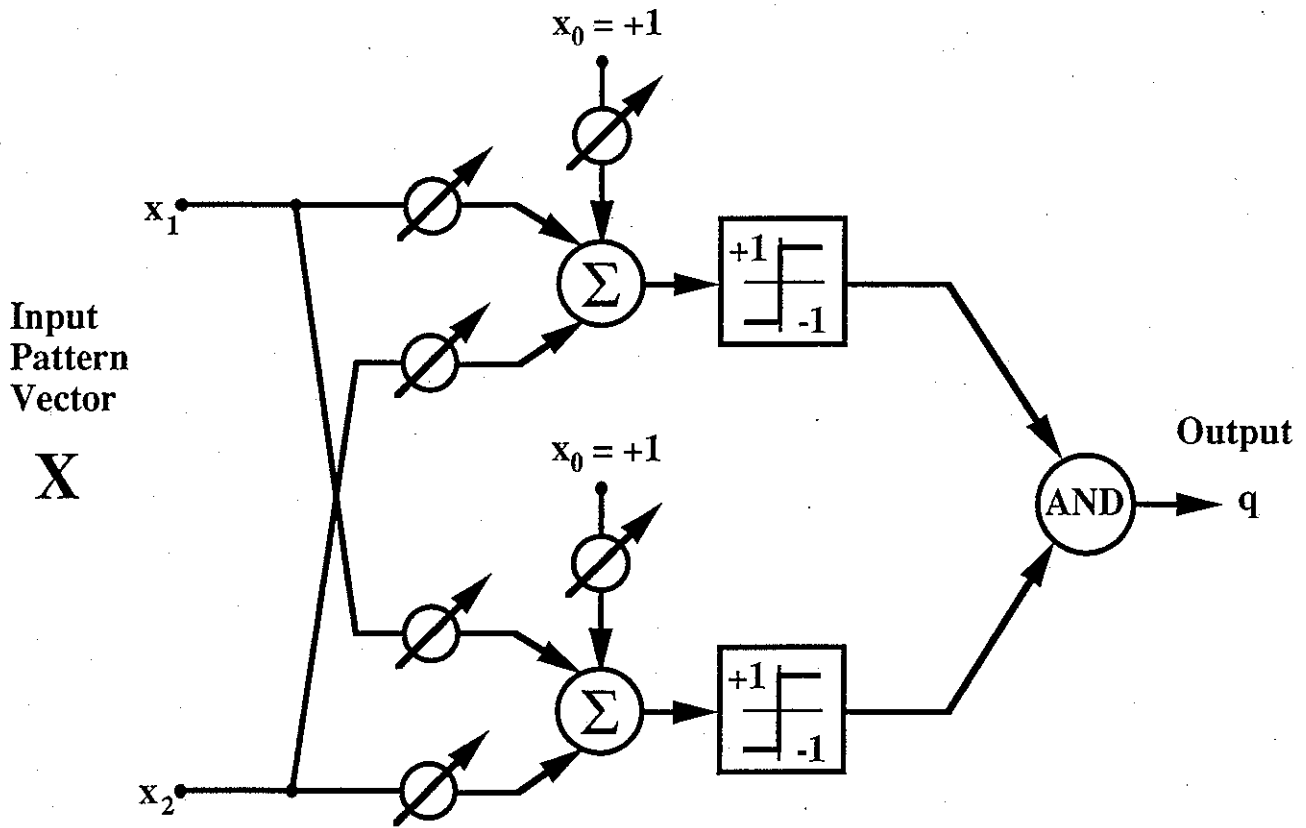 x₀ = +1
x₁
Σ
+1
-1
Input
Pattern
Vector
X
x₀ = +1
AND
Output
q
Σ
+1
-1
x₂